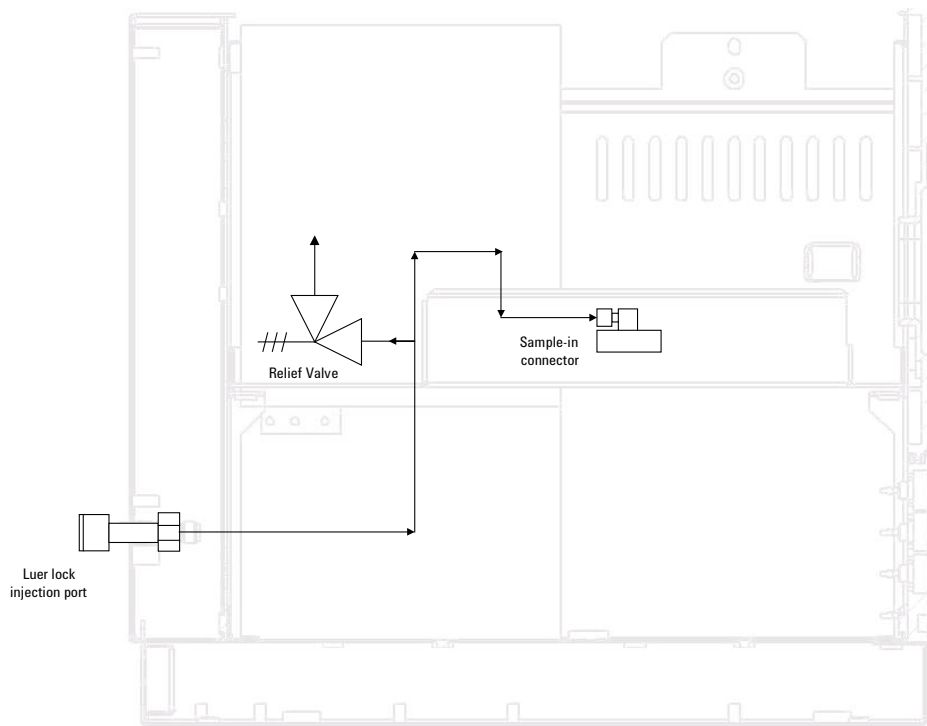 Sample-in
connector
Relief Valve
Luer lock
injection port